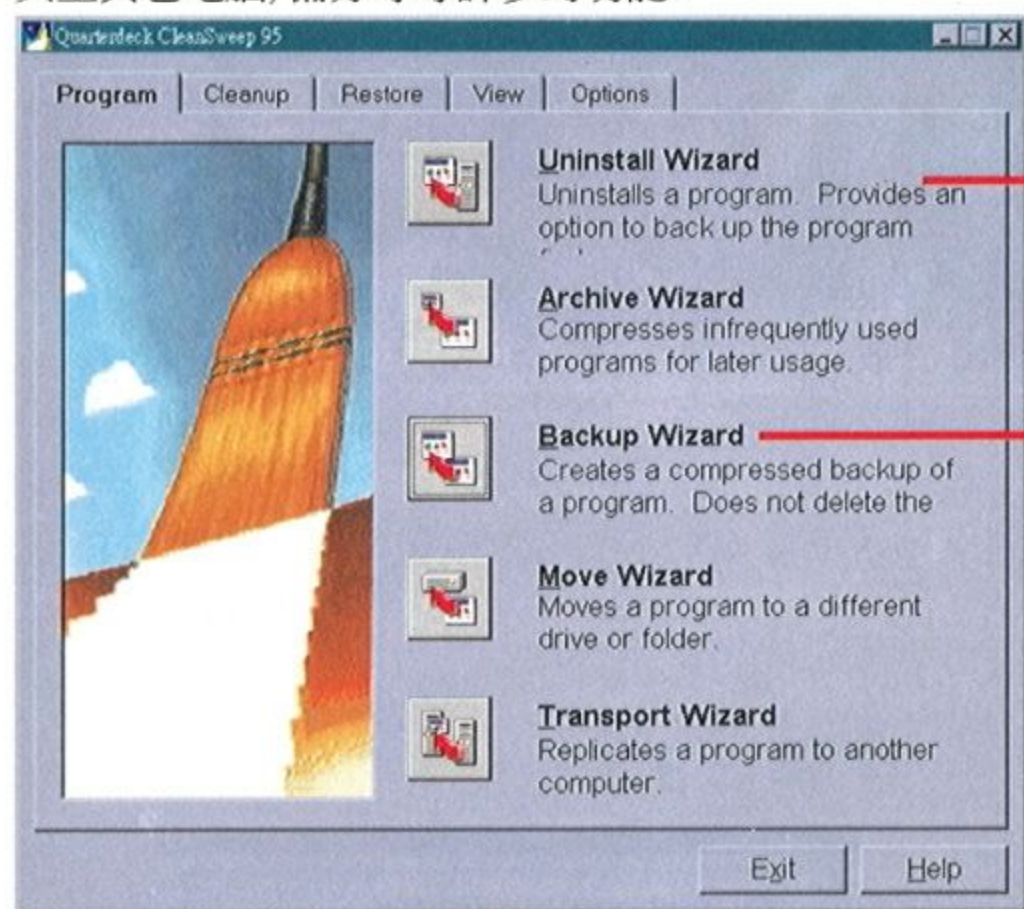 Quarterdeck CleanSweep 95
Program Cleanup Restore View Options
Uninstall Wizard
Uninstalls a program. Provides an
option to back up the program
Archive Wizard
Compresses infrequently used
programs for later usage.
Backup Wizard
Creates a compressed backup of
a program. Does not delete the
Move Wizard
Moves a program to a different
drive or folder.
Transport Wizard
Replicates a program to another
computer.
Exit Help